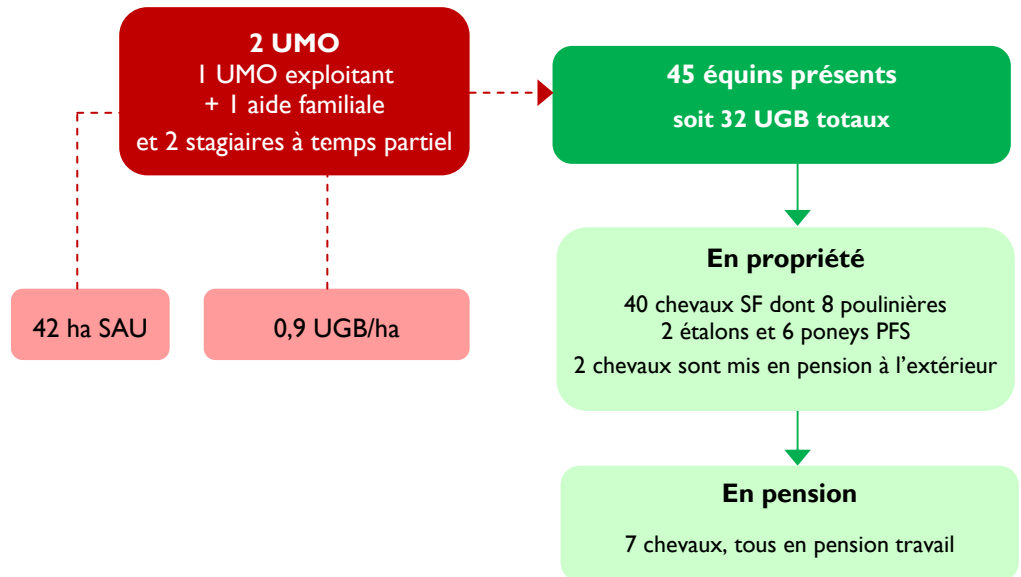 2 UMO
1 UMO exploitant
+ 1 aide familiale
et 2 stagiaires à temps partiel
45 équins présents
soit 32 UGB totaux
42 ha SAU
0,9 UGB/ha
En propriété
40 chevaux SF dont 8 poulinières
2 étalons et 6 poneys PFS
2 chevaux sont mis en pension à l’extérieur
En pension
7 chevaux, tous en pension travail